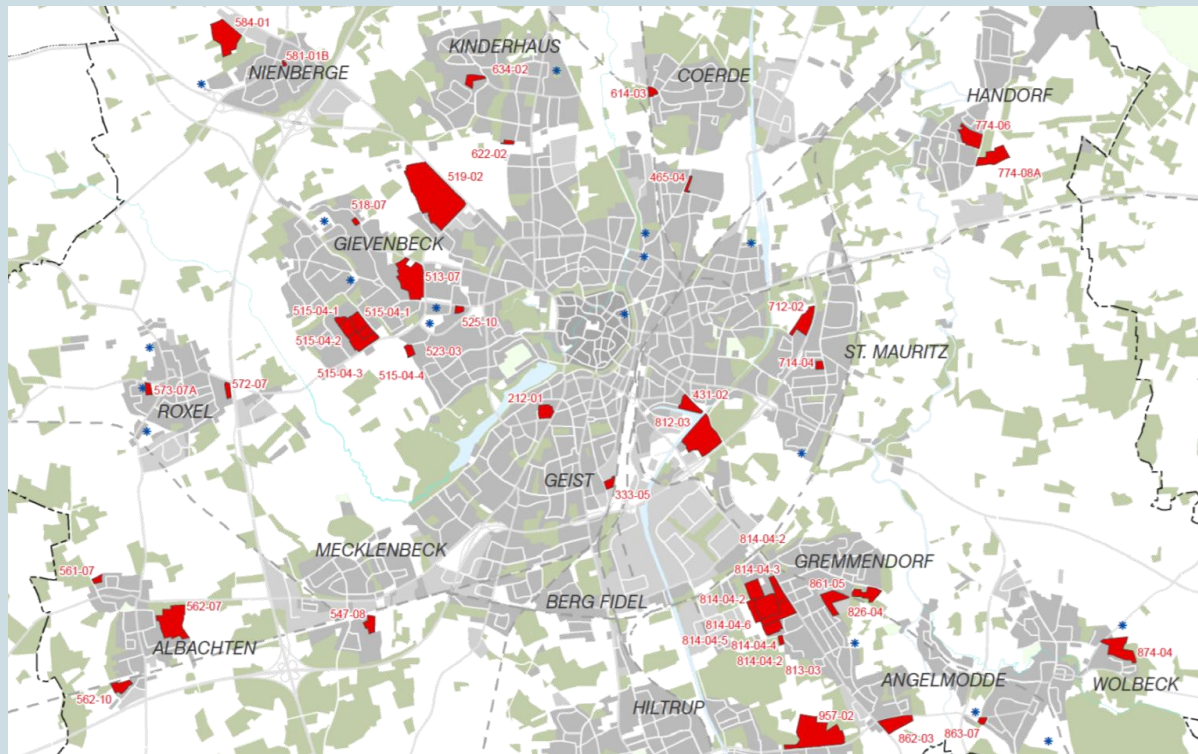 584-01
KINDERHAUS
581-01B
NIENBERGE
634-02
COERDE
614-03
HANDORF
774-06
622-02
774-08A
519-02
465-04
518-07
GIEVENBECK
513-07
712-02
515-04-1
515-04-1
525-10
515-04-2
523-03
ST. MAURITZ
714-04
515-04-3
515-04-4
573-07A
572-07
212-01
431-02
ROXEL
812-03
GEIST
333-05
814-04-2
MECKLENBECK
GREMMENDORF
814-04-3
561-07
861-05
814-04-2
BERG FIDEL
562-07
826-04
547-08
814-04-6
814-04-5
814-04-4
ALBACHTEN
814-04-2
874-04
813-03
ANGELMODDE
WOLBECK
562-10
HILTRUP
957-02
862-03
863-07